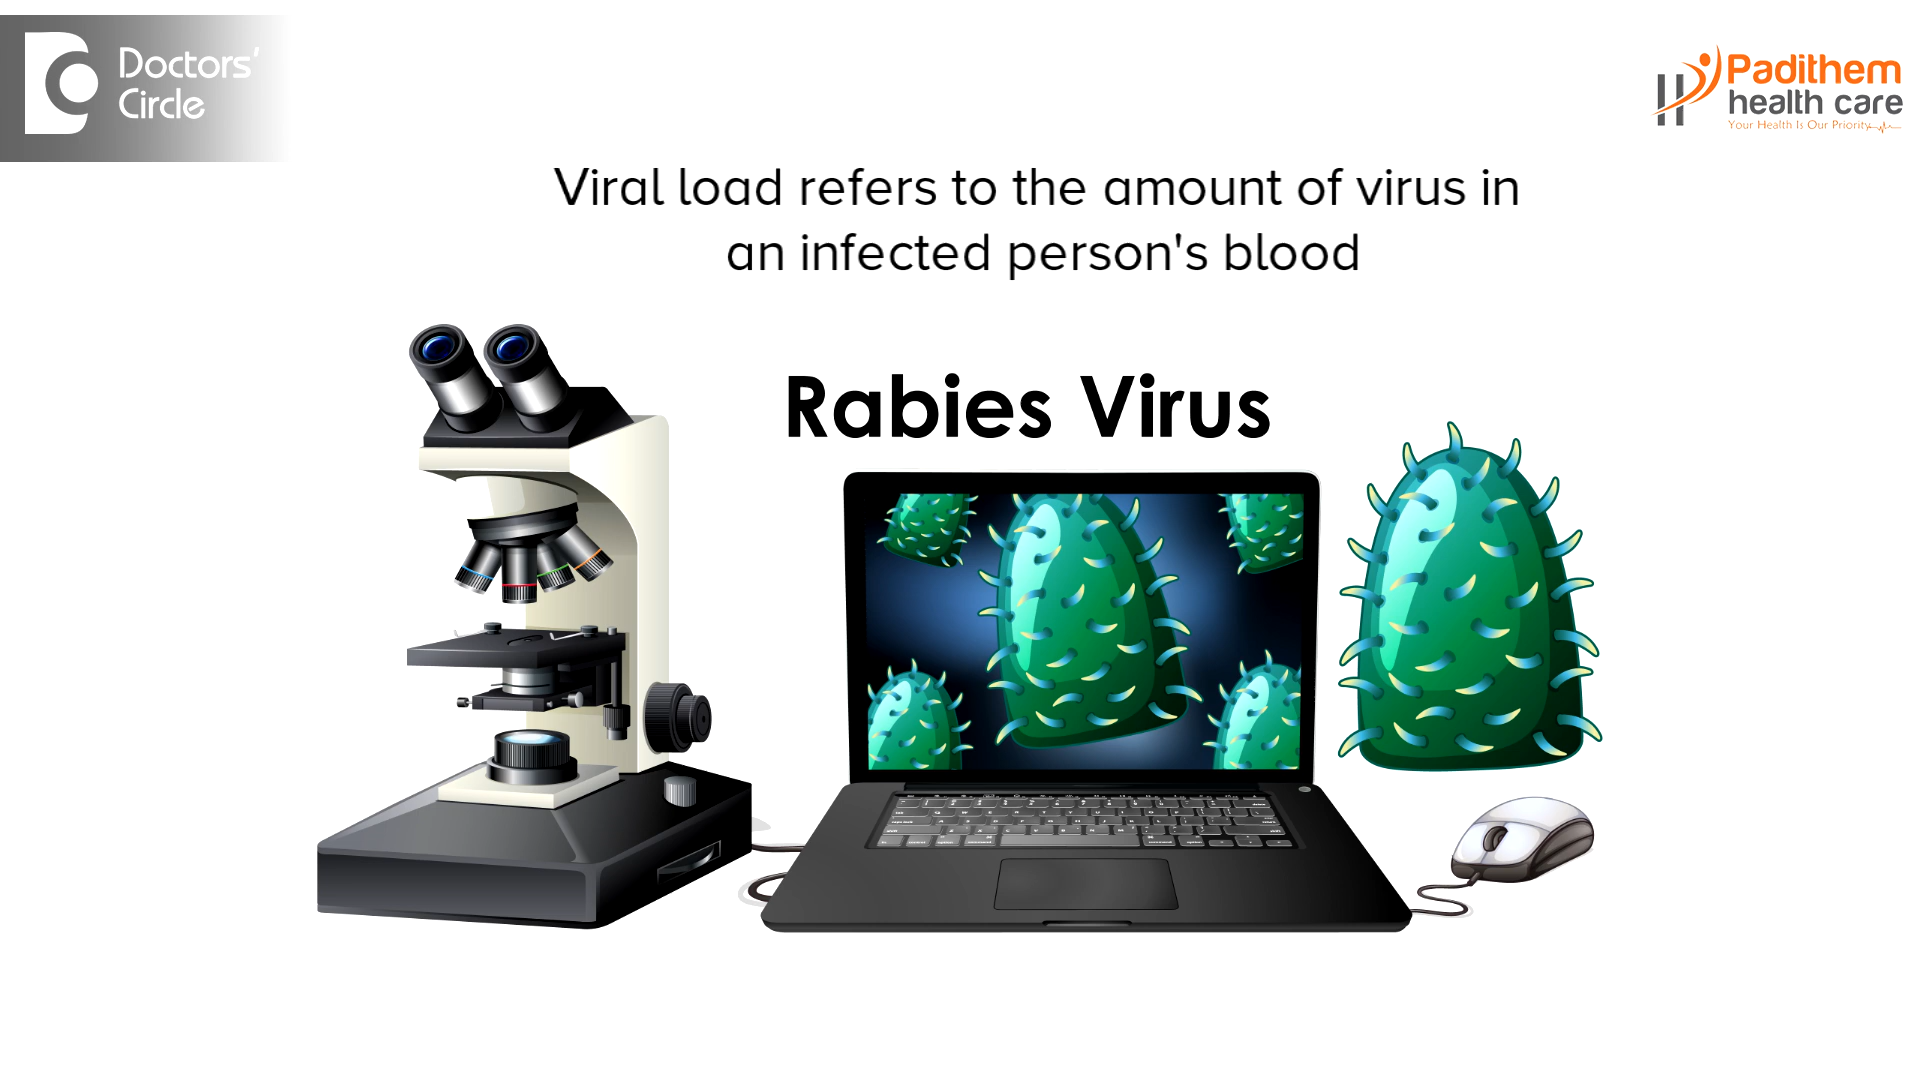 Doctors'
Circle
Padithem
health care
Your Health Is Our Priority
Viral load refers to the amount of virus in
an infected person's blood
Rabies Virus